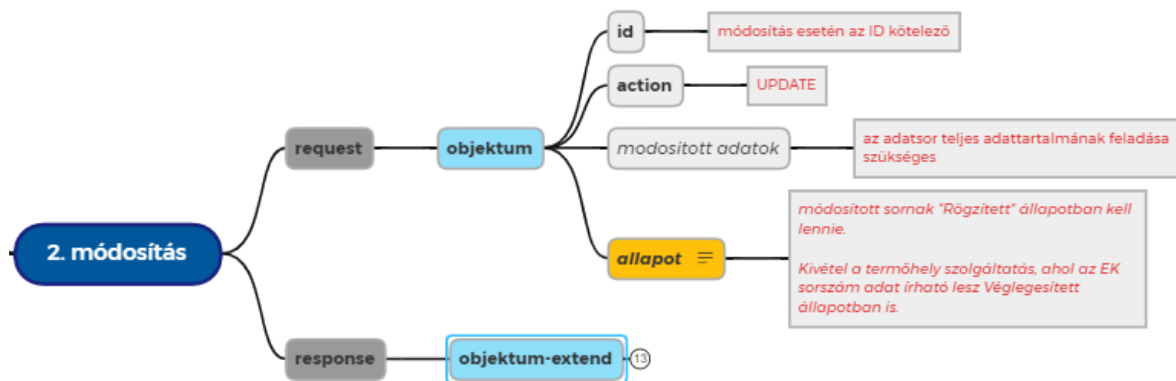 id
módosítás esetén az ID kötelező
action
UPDATE
request
objektum
modositott adatok
az adatsor teljes adattartalmának feladása
szükséges
2. módosítás
allapot
módosított sornak "Rögzített" állapotban kell
lennie.
Kivétel a termőhely szolgáltatás, ahol az EK
sorszám adat írható lesz Véglegesített
állapotban is.
response
objektum-extend
13